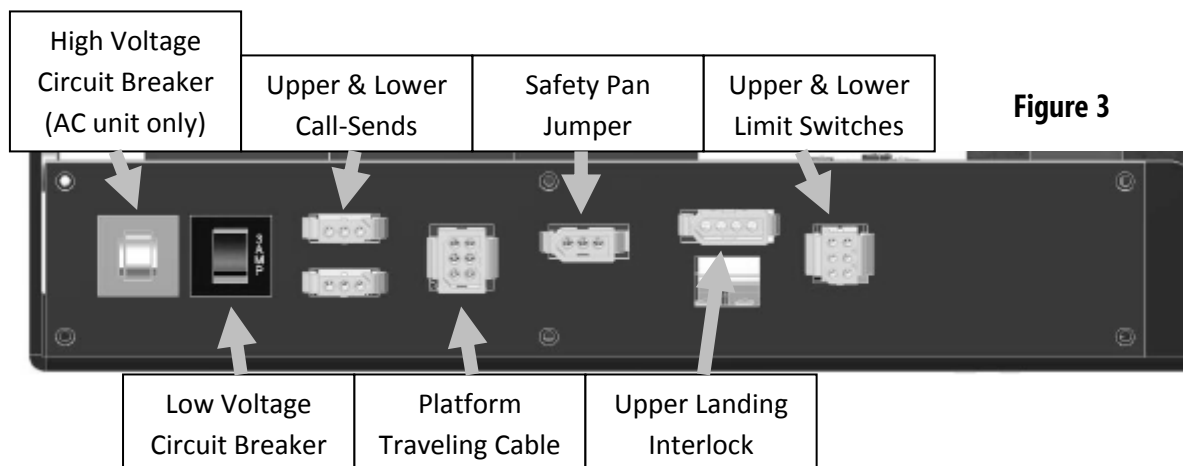 High Voltage
Circuit Breaker
(AC unit only)
Upper & Lower
Call-Sends
Safety Pan
Jumper
Upper & Lower
Limit Switches
Figure 3
3 AMP
Low Voltage
Circuit Breaker
Platform
Traveling Cable
Upper Landing
Interlock